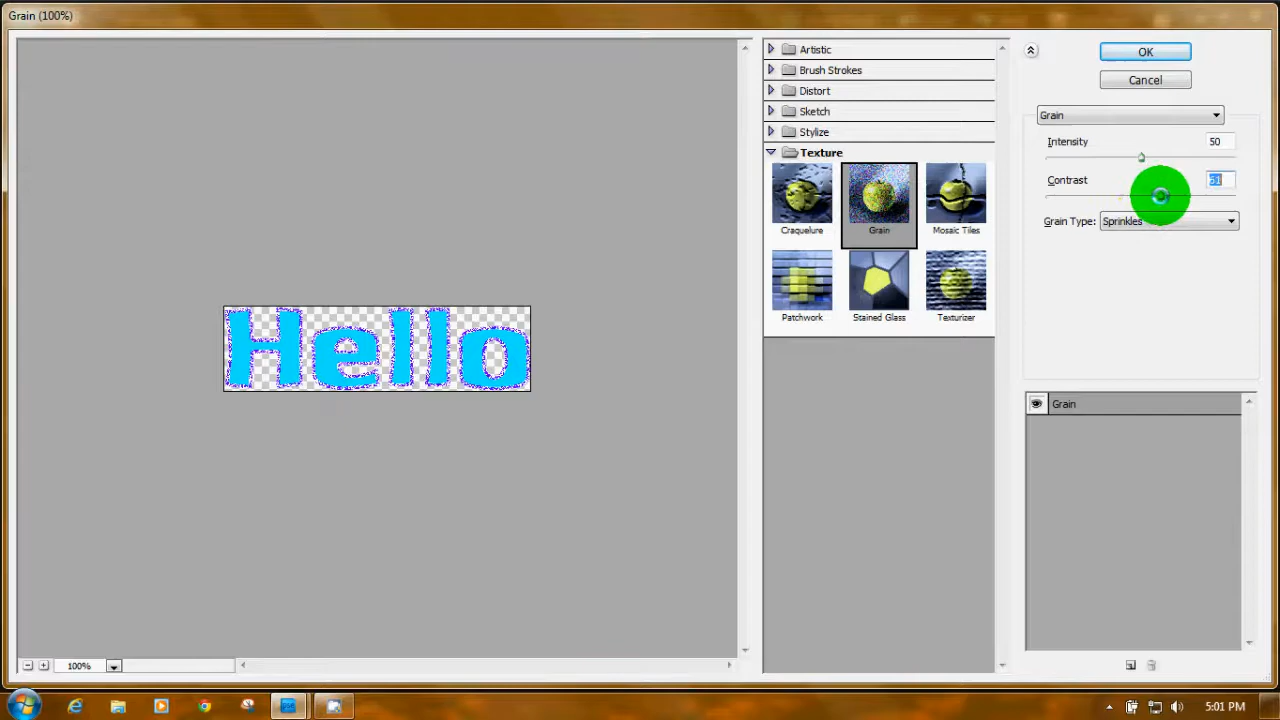 Grain (100%)
Artistic
Brush Strokes
Distort
Sketch
Stylize
Texture
Craquelure
Grain
Mosaic Tiles
Patchwork
Stained Glass
Texturizer
OK
Cancel
Grain
Intensity 50
Contrast 61
Grain Type: Sprinkles
Grain
Hello
100%
5:01 PM